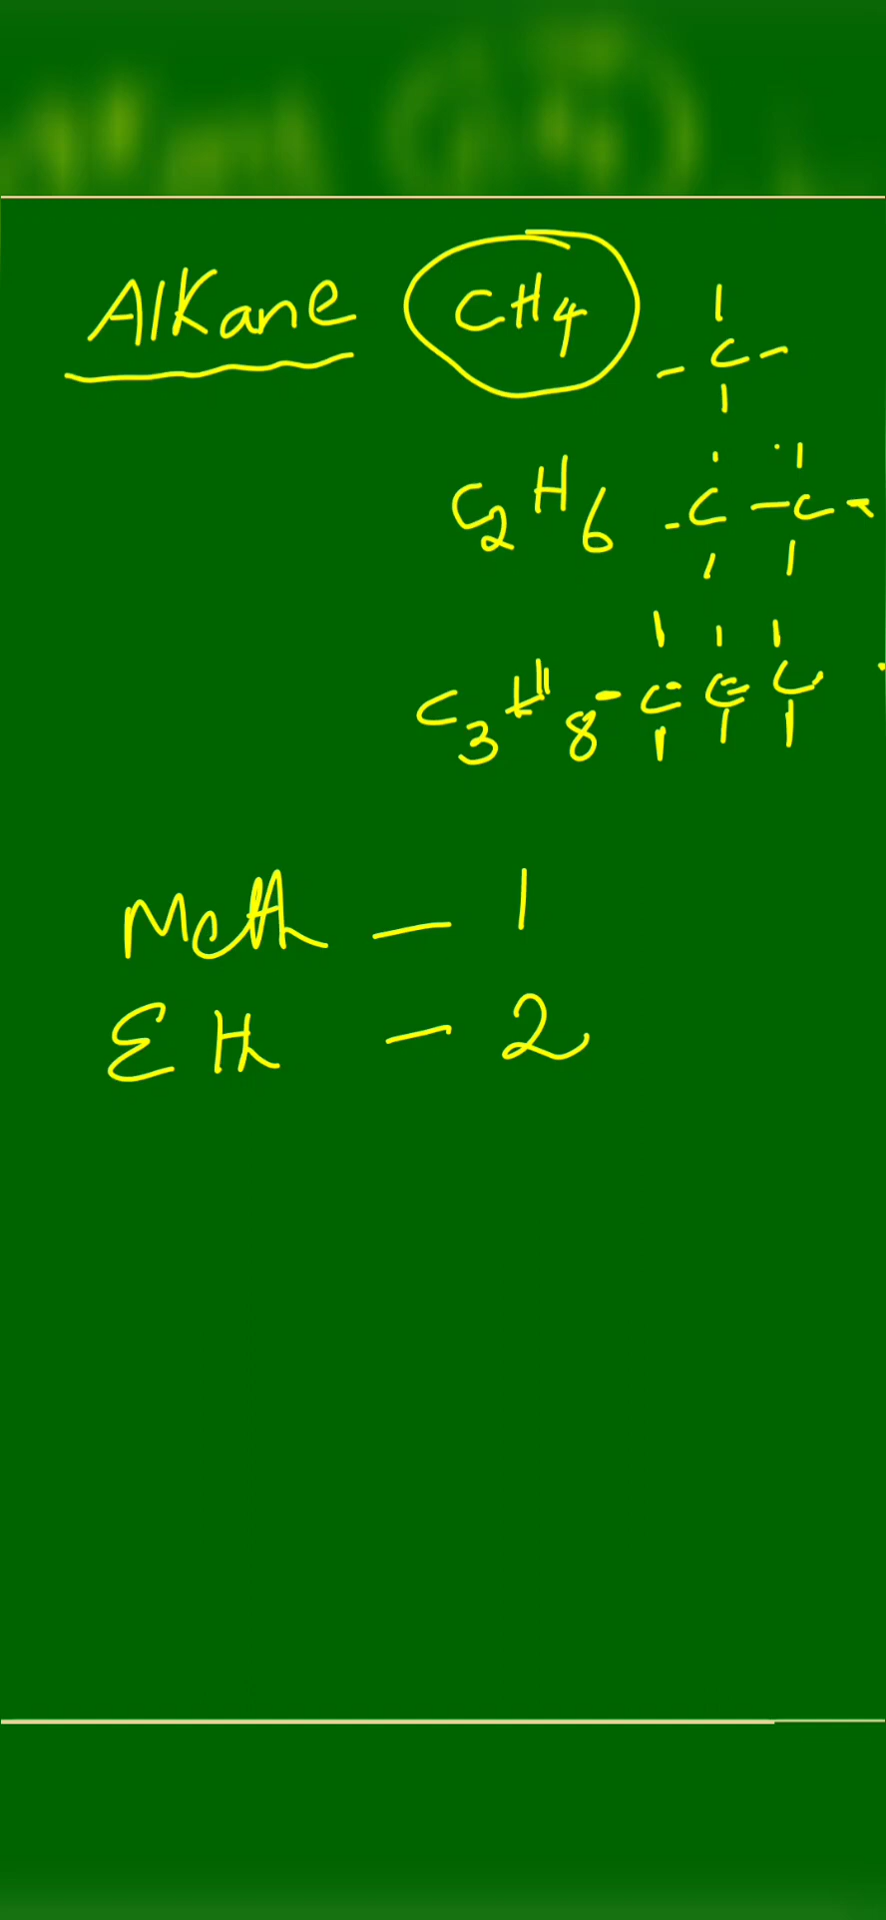 Alkane CH4
- C -
C2H6 - C - C -
C3H8 - C - C - C -
Meth - 1
Eth - 2